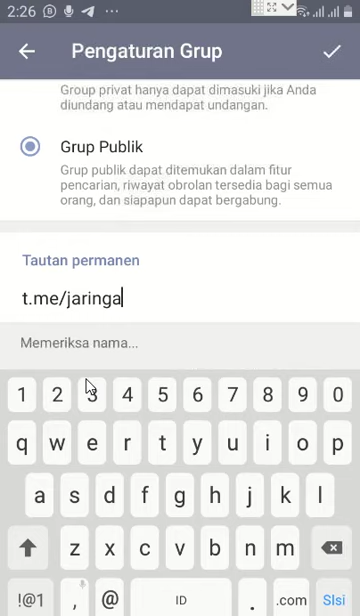 2:26
Pengaturan Grup
Group privat hanya dapat dimasuki jika Anda
diundang atau mendapat undangan.
Grup Publik
Grup publik dapat ditemukan dalam fitur
pencarian, riwayat obrolan tersedia bagi semua
orang, dan siapapun dapat bergabung.
Tautan permanen
t.me/jaringa
Memeriksa nama...
1 2 3 4 5 6 7 8 9 0
q w e r t y u i o p
a s d f g h j k l
z x c v b n m
!@1 , @ ID . .com Slsi